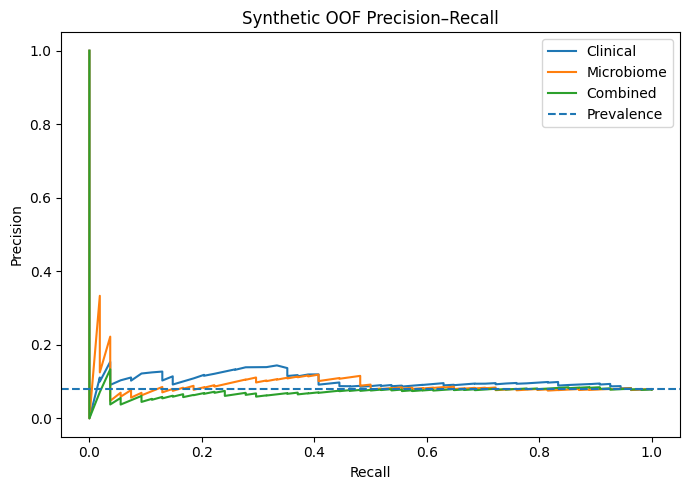 Synthetic OOF Precision–Recall
1.0
0.8
0.6
0.4
0.2
0.0
Precision
Clinical
Microbiome
Combined
Prevalence
0.0 0.2 0.4 0.6 0.8 1.0
Recall